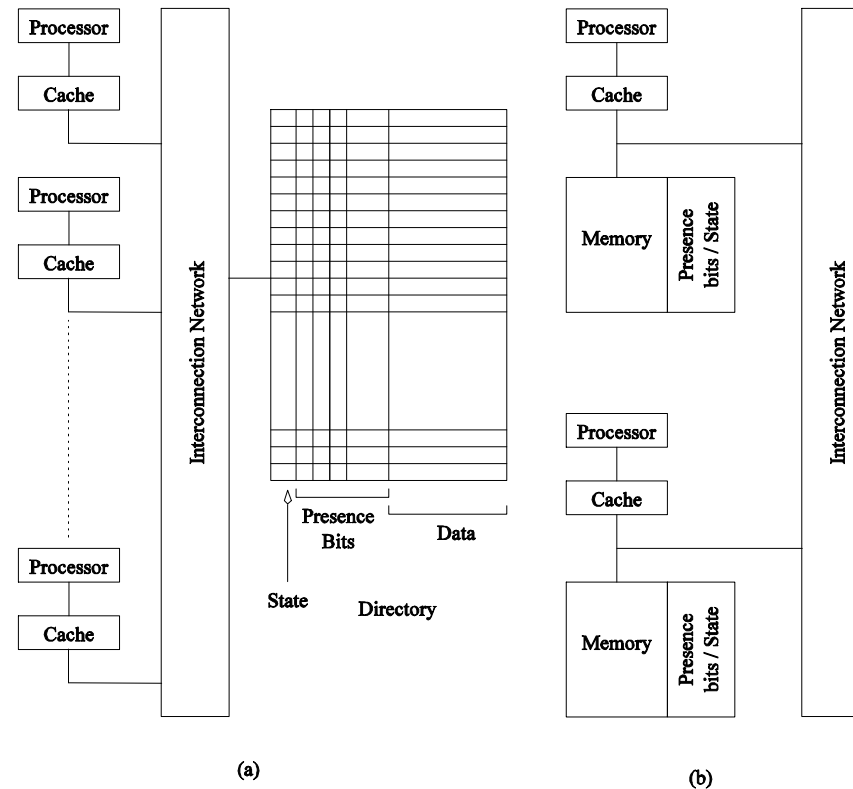 Processor
Cache
Processor
Cache
Interconnection Network
Processor
Cache
Presence
Bits
Data
State
Directory
(a)
Processor
Cache
Memory
Presence
bits / State
Processor
Cache
Memory
Presence
bits / State
Interconnection Network
(b)